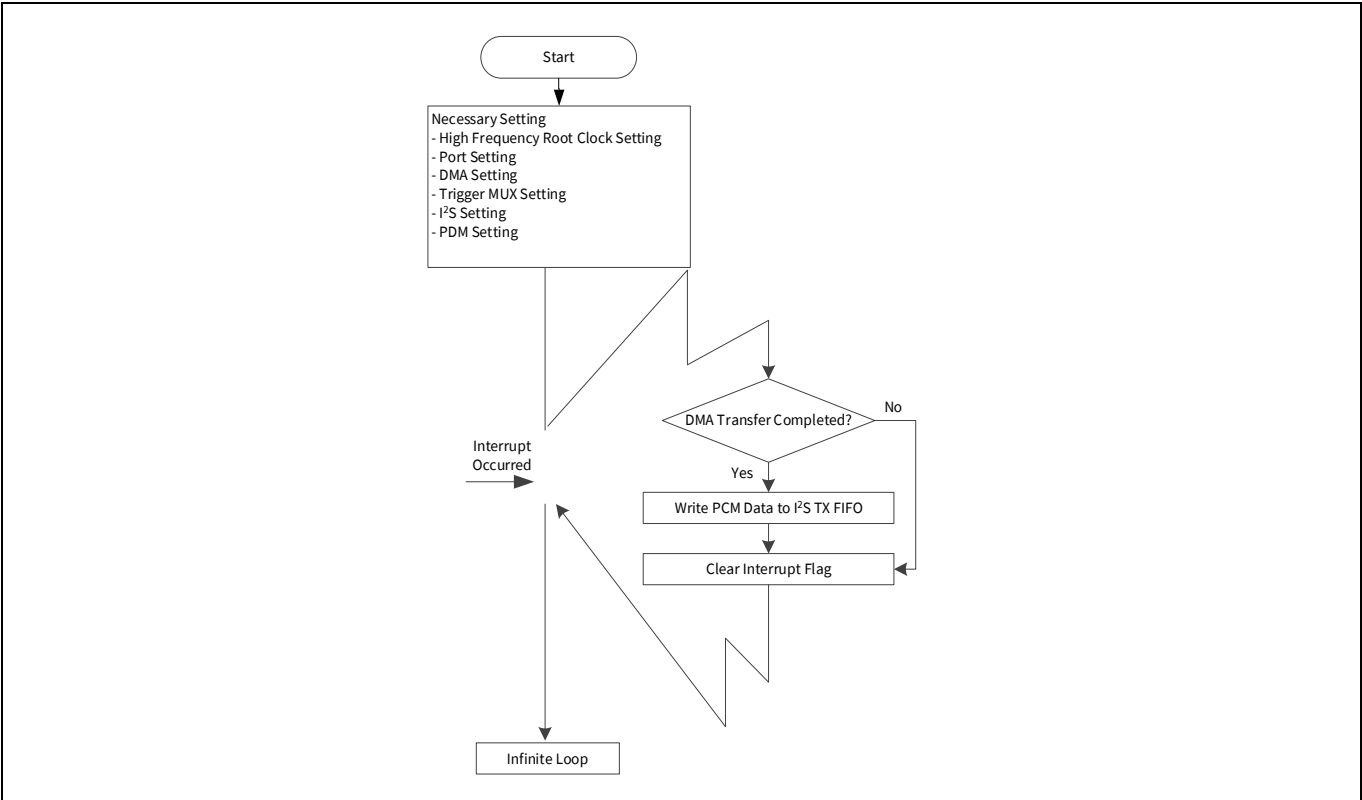 Start
Necessary Setting
- High Frequency Root Clock Setting
- Port Setting
- DMA Setting
- Trigger MUX Setting
- I²S Setting
- PDM Setting
DMA Transfer Completed?
No
Interrupt
Occurred
Yes
Write PCM Data to I²S TX FIFO
Clear Interrupt Flag
Infinite Loop